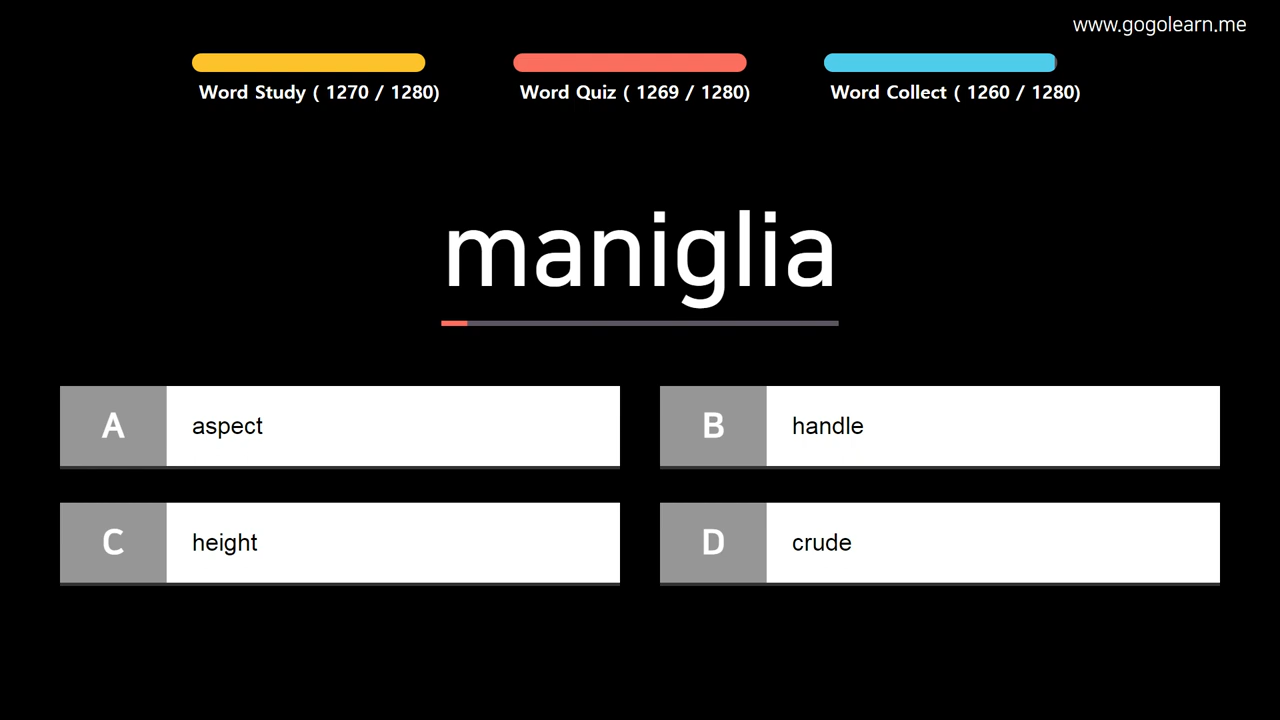 www.gogolearn.me
Word Study ( 1270 / 1280)
Word Quiz ( 1269 / 1280)
Word Collect ( 1260 / 1280)
maniglia
A aspect
B handle
C height
D crude